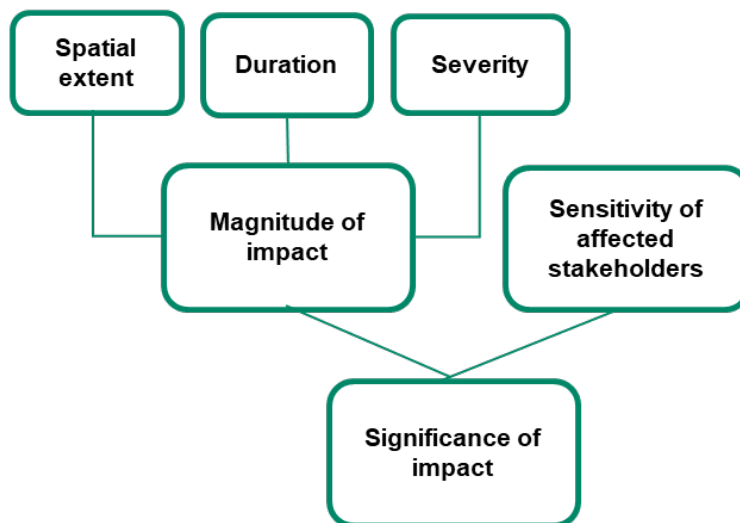 Spatial
extent
Duration
Severity
Magnitude of
impact
Sensitivity of
affected
stakeholders
Significance of
impact